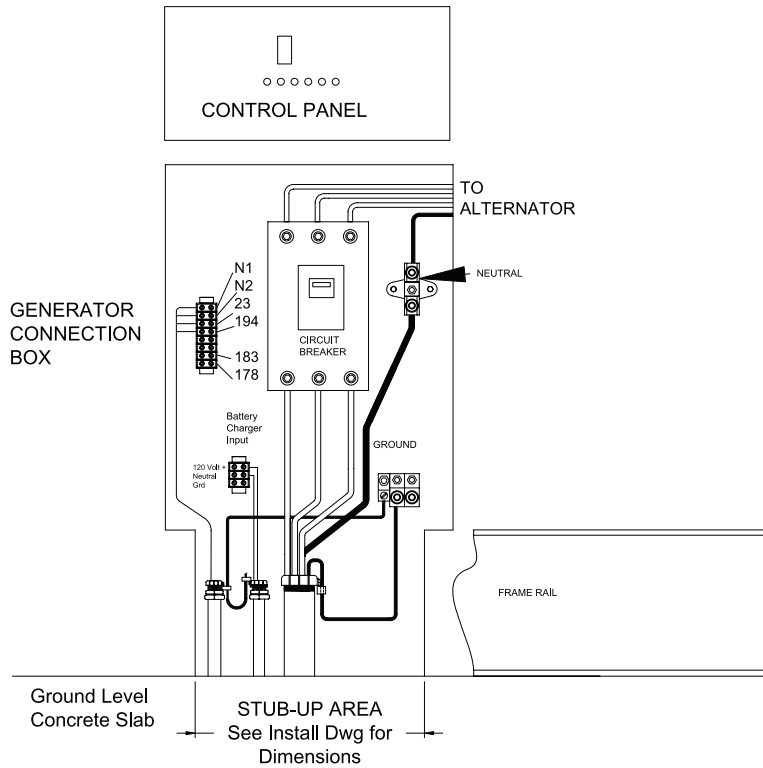 CONTROL PANEL
TO
ALTERNATOR
NEUTRAL
N1
N2
23
194
183
178
GENERATOR
CONNECTION
BOX
CIRCUIT
BREAKER
Battery
Charger
Input
120 Volt +
Neutral
Grd
GROUND
FRAME RAIL
Ground Level
Concrete Slab
STUB-UP AREA
See Install Dwg for
Dimensions